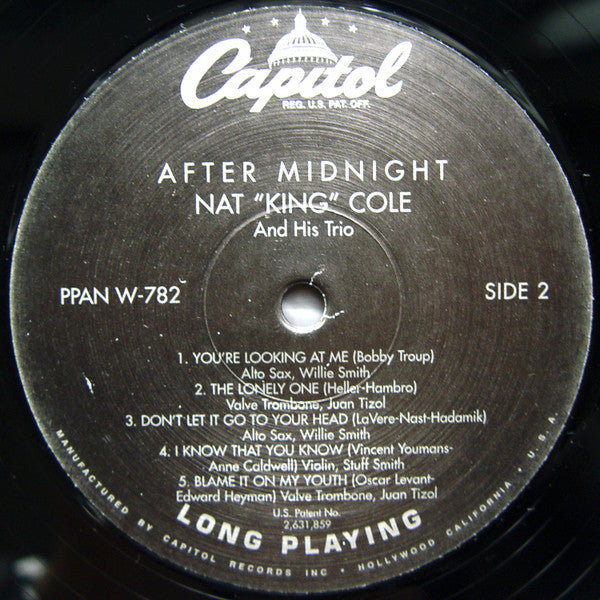 Capitol
REG. U.S. PAT. OFF.
AFTER MIDNIGHT
NAT "KING" COLE
And His Trio
PPAN W-782
SIDE 2
1. YOU'RE LOOKING AT ME (Bobby Troup)
Alto Sax, Willie Smith
2. THE LONELY ONE (Heller-Hambro)
Valve Trombone, Juan Tizol
3. DON'T LET IT GO TO YOUR HEAD (LaVere-Nast-Hadamik)
Alto Sax, Willie Smith
4. I KNOW THAT YOU KNOW (Vincent Youmans-
Anne Caldwell) Violin, Stuff Smith
5. BLAME IT ON MY YOUTH (Oscar Levant-
Edward Heyman) Valve Trombone, Juan Tizol
U.S. Patent No.
2,631,859
LONG PLAYING
MANUFACTURED BY CAPITOL RECORDS INC • HOLLYWOOD CALIFORNIA • U.S.A.